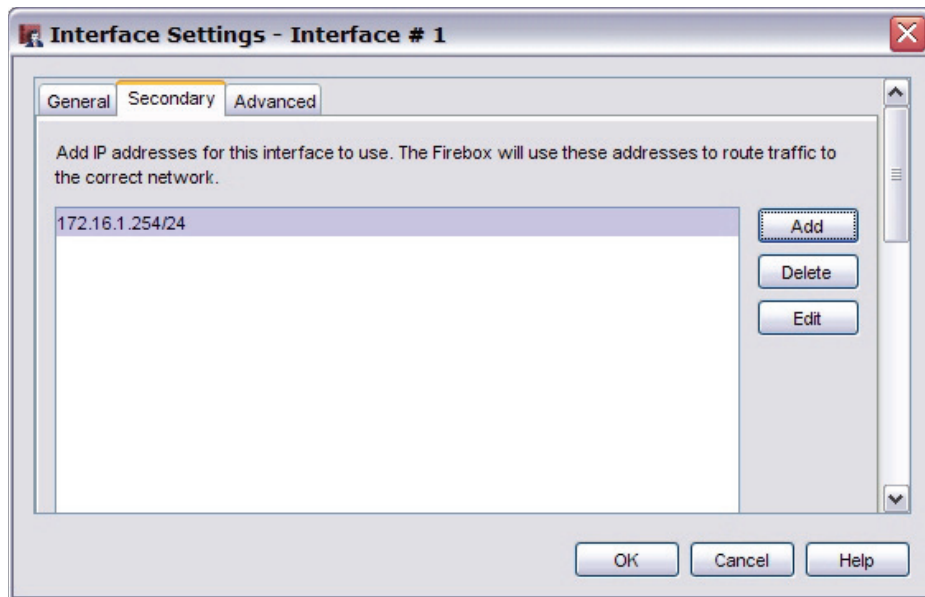 Interface Settings - Interface # 1
General Secondary Advanced
Add IP addresses for this interface to use. The Firebox will use these addresses to route traffic to
the correct network.
172.16.1.254/24
Add
Delete
Edit
OK Cancel Help